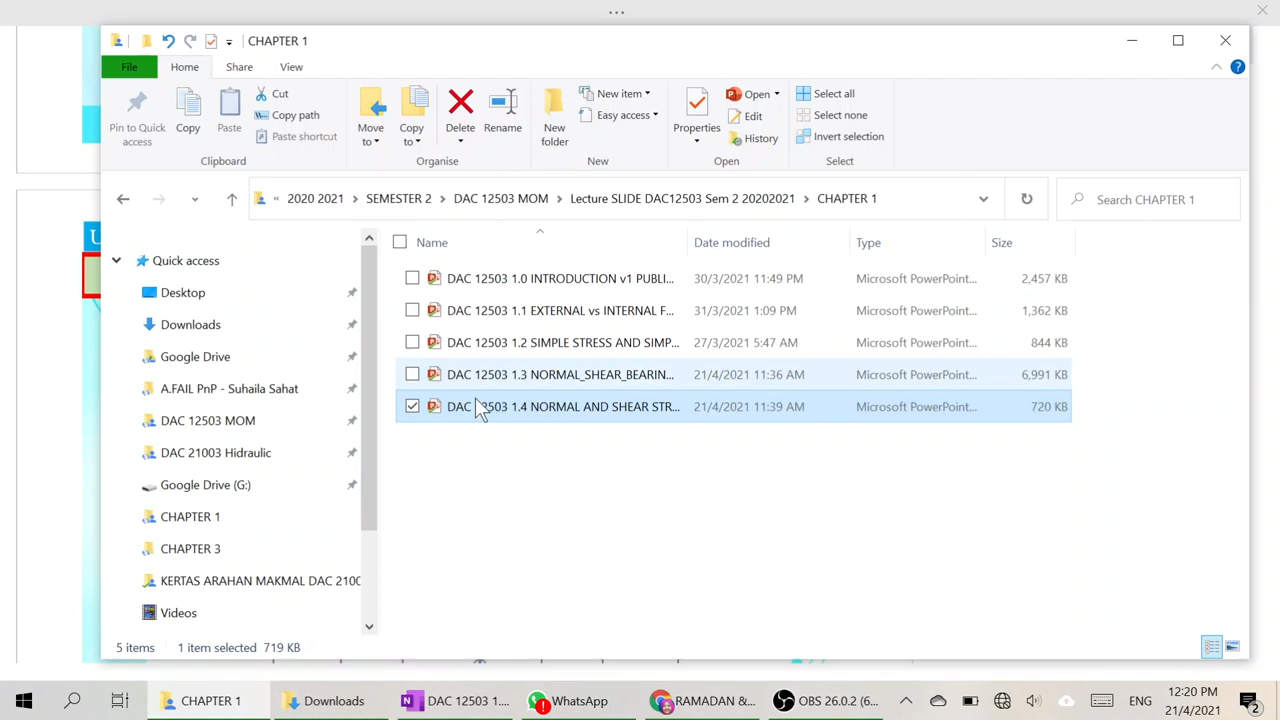 CHAPTER 1
File Home Share View
Pin to Quick access
Copy
Paste
Cut
Copy path
Paste shortcut
Clipboard
Move to
Copy to
Delete
Rename
Organise
New folder
New item
Easy access
New
Properties
Open
Edit
History
Open
Select all
Select none
Invert selection
Select
« 2020 2021 > SEMESTER 2 > DAC 12503 MOM > Lecture SLIDE DAC12503 Sem 2 20202021 > CHAPTER 1
Search CHAPTER 1
Quick access
Desktop
Downloads
Google Drive
A.FAIL PnP - Suhaila Sahat
DAC 12503 MOM
DAC 21003 Hidraulic
Google Drive (G:)
CHAPTER 1
CHAPTER 3
KERTAS ARAHAN MAKMAL DAC 2100
Videos
Name Date modified Type Size
DAC 12503 1.0 INTRODUCTION v1 PUBLI... 30/3/2021 11:49 PM Microsoft PowerPoint... 2,457 KB
DAC 12503 1.1 EXTERNAL vs INTERNAL F... 31/3/2021 1:09 PM Microsoft PowerPoint... 1,362 KB
DAC 12503 1.2 SIMPLE STRESS AND SIMP... 27/3/2021 5:47 AM Microsoft PowerPoint... 844 KB
DAC 12503 1.3 NORMAL_SHEAR_BEARIN... 21/4/2021 11:36 AM Microsoft PowerPoint... 6,991 KB
DAC 12503 1.4 NORMAL AND SHEAR STR... 21/4/2021 11:39 AM Microsoft PowerPoint... 720 KB
5 items 1 item selected 719 KB
U
CHAPTER 1
Downloads
DAC 12503 1....
WhatsApp
RAMADAN &...
OBS 26.0.2 (6...
ENG
12:20 PM
21/4/2021
2